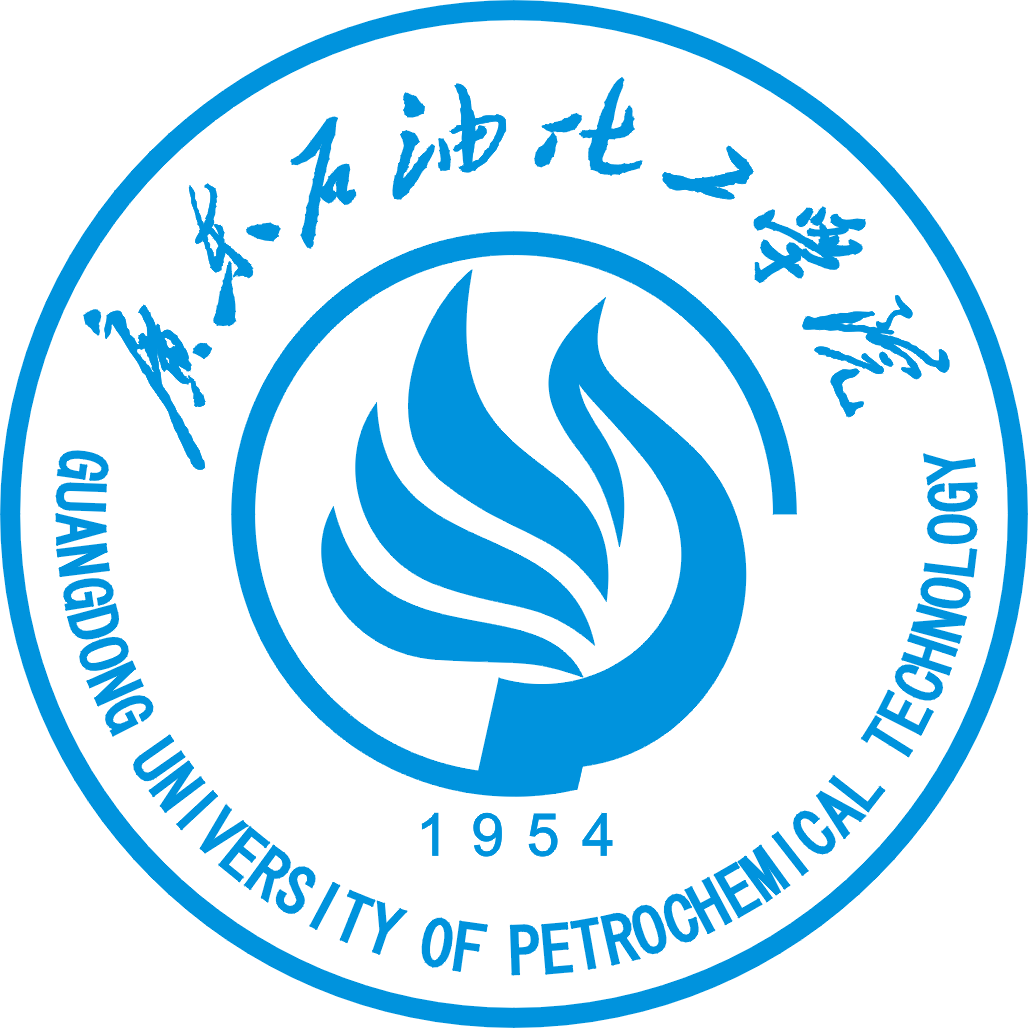 广东石油化工学院
1954
GUANGDONG UNIVERSITY OF PETROCHEMICAL TECHNOLOGY